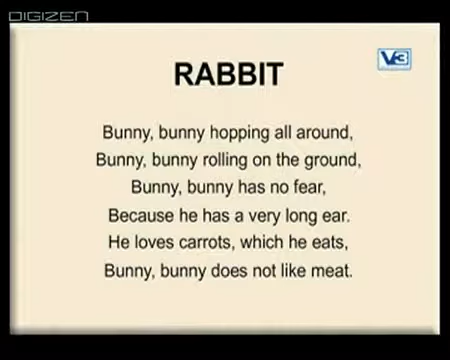 DIGIZEN
V3
RABBIT
Bunny, bunny hopping all around,
Bunny, bunny rolling on the ground,
Bunny, bunny has no fear,
Because he has a very long ear.
He loves carrots, which he eats,
Bunny, bunny does not like meat.